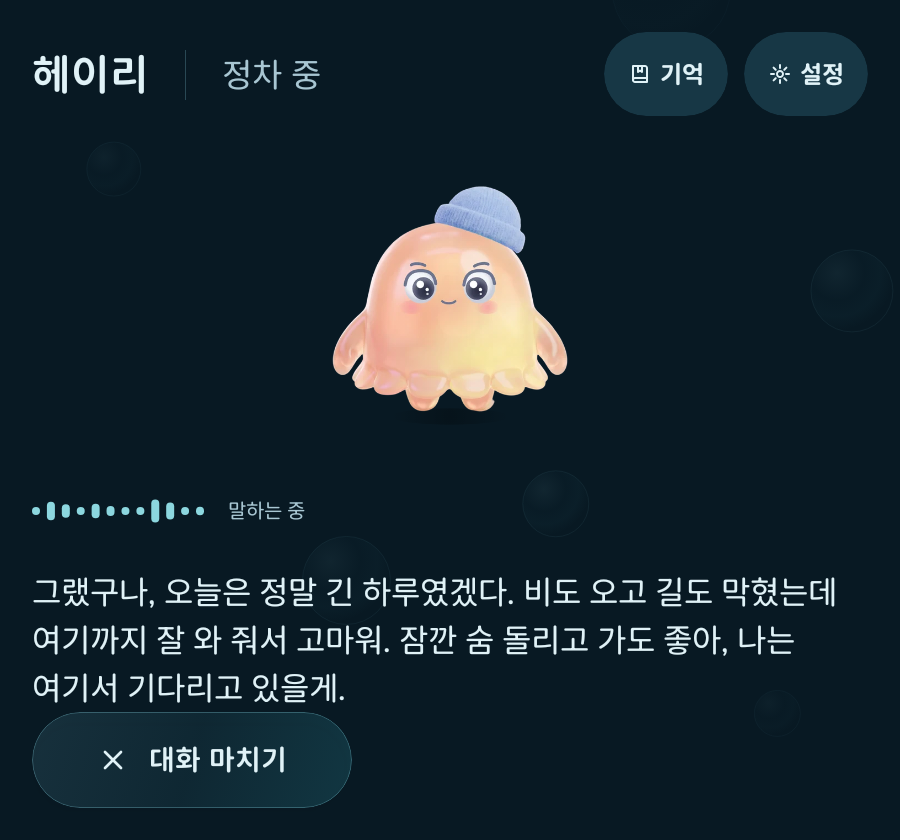 헤이리
정차 중
기억
설정
말하는 중
그랬구나, 오늘은 정말 긴 하루였겠다. 비도 오고 길도 막혔는데
여기까지 잘 와 줘서 고마워. 잠깐 숨 돌리고 가도 좋아, 나는
여기서 기다리고 있을게.
대화 마치기